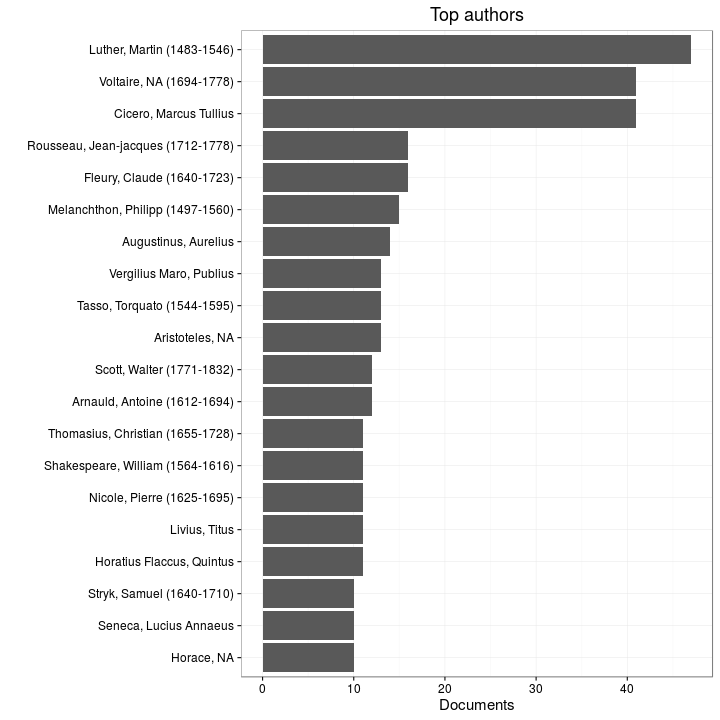 Top authors
Luther, Martin (1483-1546)
Voltaire, NA (1694-1778)
Cicero, Marcus Tullius
Rousseau, Jean-jacques (1712-1778)
Fleury, Claude (1640-1723)
Melanchthon, Philipp (1497-1560)
Augustinus, Aurelius
Vergilius Maro, Publius
Tasso, Torquato (1544-1595)
Aristoteles, NA
Scott, Walter (1771-1832)
Arnauld, Antoine (1612-1694)
Thomasius, Christian (1655-1728)
Shakespeare, William (1564-1616)
Nicole, Pierre (1625-1695)
Livius, Titus
Horatius Flaccus, Quintus
Stryk, Samuel (1640-1710)
Seneca, Lucius Annaeus
Horace, NA
0 10 20 30 40
Documents